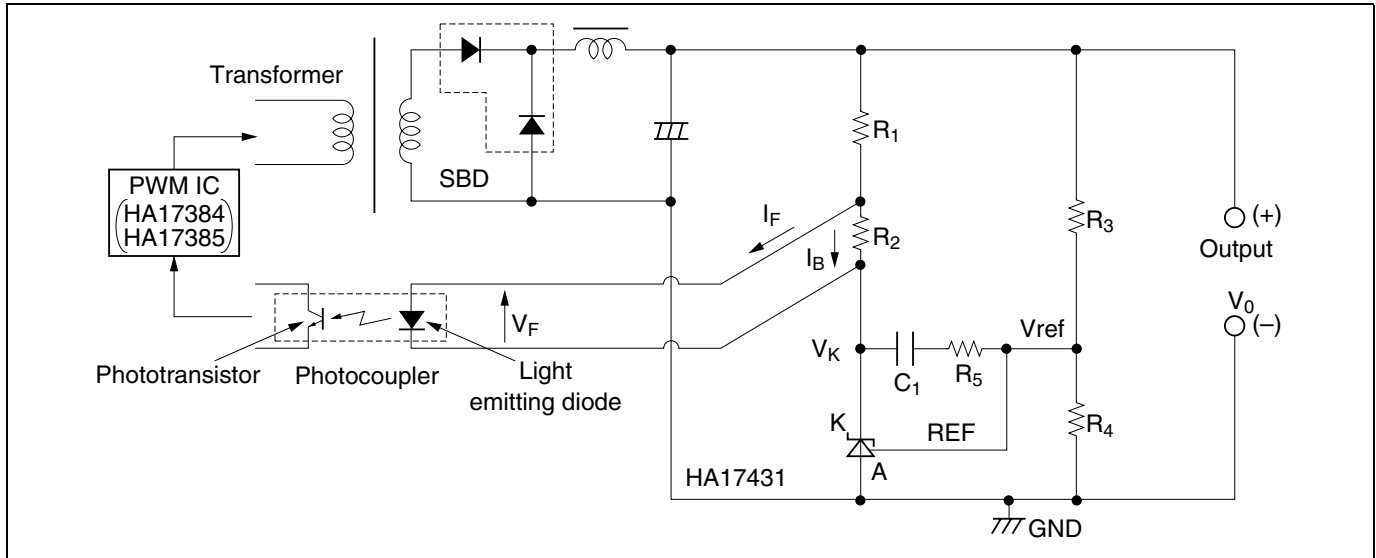 Transformer
SBD
PWM IC
(HA17384
HA17385)
R1
IF
R2
IB
R3
(+)
Output
V0
(–)
VF
Vref
VK
C1
R5
Phototransistor
Photocoupler
Light
emitting diode
K
REF
A
R4
HA17431
GND